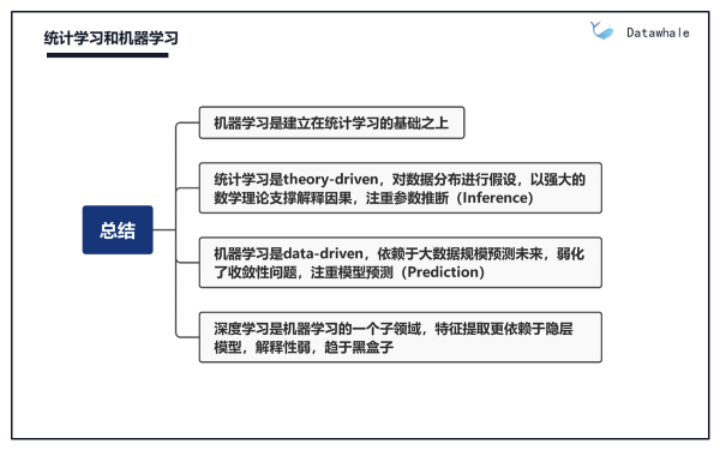 统计学习和机器学习
Datawhale
机器学习是建立在统计学习的基础之上
统计学习是theory-driven，对数据分布进行假设，以强大的
数学理论支撑解释因果，注重参数推断（Inference）
总结
机器学习是data-driven，依赖于大数据规模预测未来，弱化
了收敛性问题，注重模型预测（Prediction）
深度学习是机器学习的一个子领域，特征提取更依赖于隐层
模型，解释性弱，趋于黑盒子